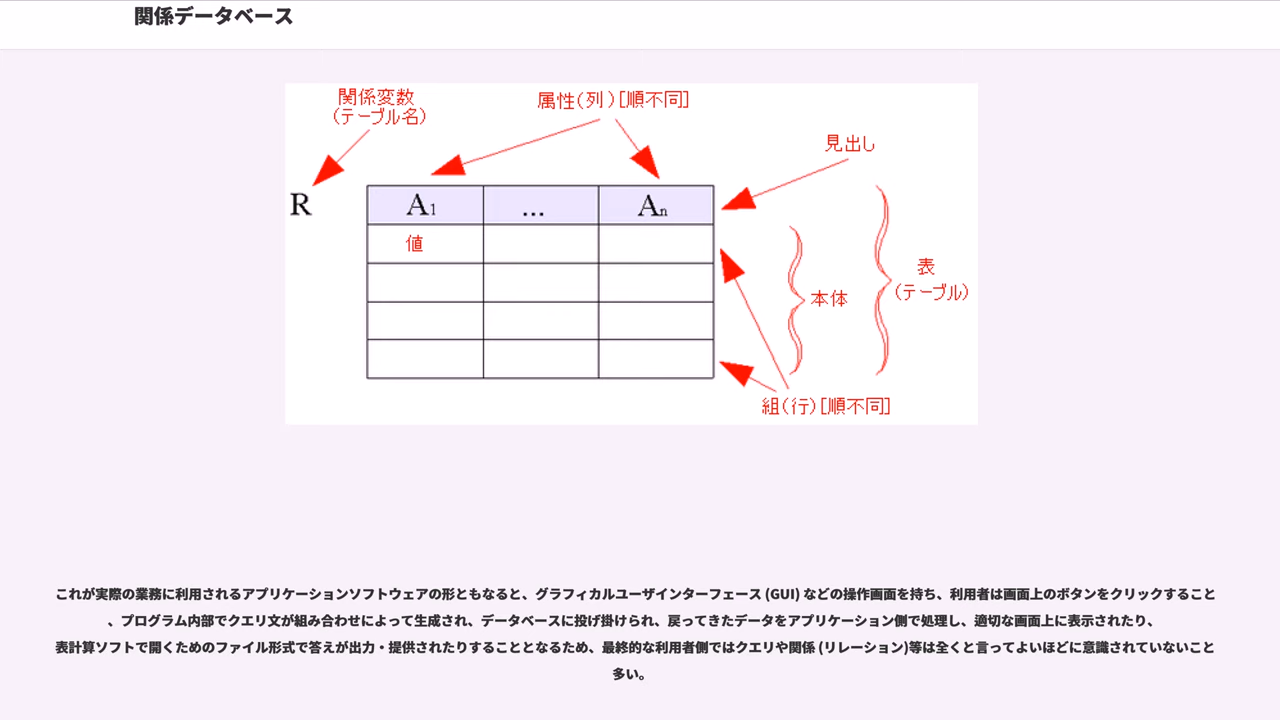 関係データベース
関係変数
(テーブル名)
属性(列)[順不同]
見出し
R
A1
...
An
値
表
(テーブル)
本体
組(行)[順不同]
これが実際の業務に利用されるアプリケーションソフトウェアの形ともなると、グラフィカルユーザインターフェース (GUI) などの操作画面を持ち、利用者は画面上のボタンをクリックすること
、プログラム内部でクエリ文が組み合わせによって生成され、データベースに投げ掛けられ、戻ってきたデータをアプリケーション側で処理し、適切な画面上に表示されたり、
表計算ソフトで開くためのファイル形式で答えが出力・提供されたりすることとなるため、最終的な利用者側ではクエリや関係 (リレーション)等は全くと言ってよいほどに意識されていないこと
多い。